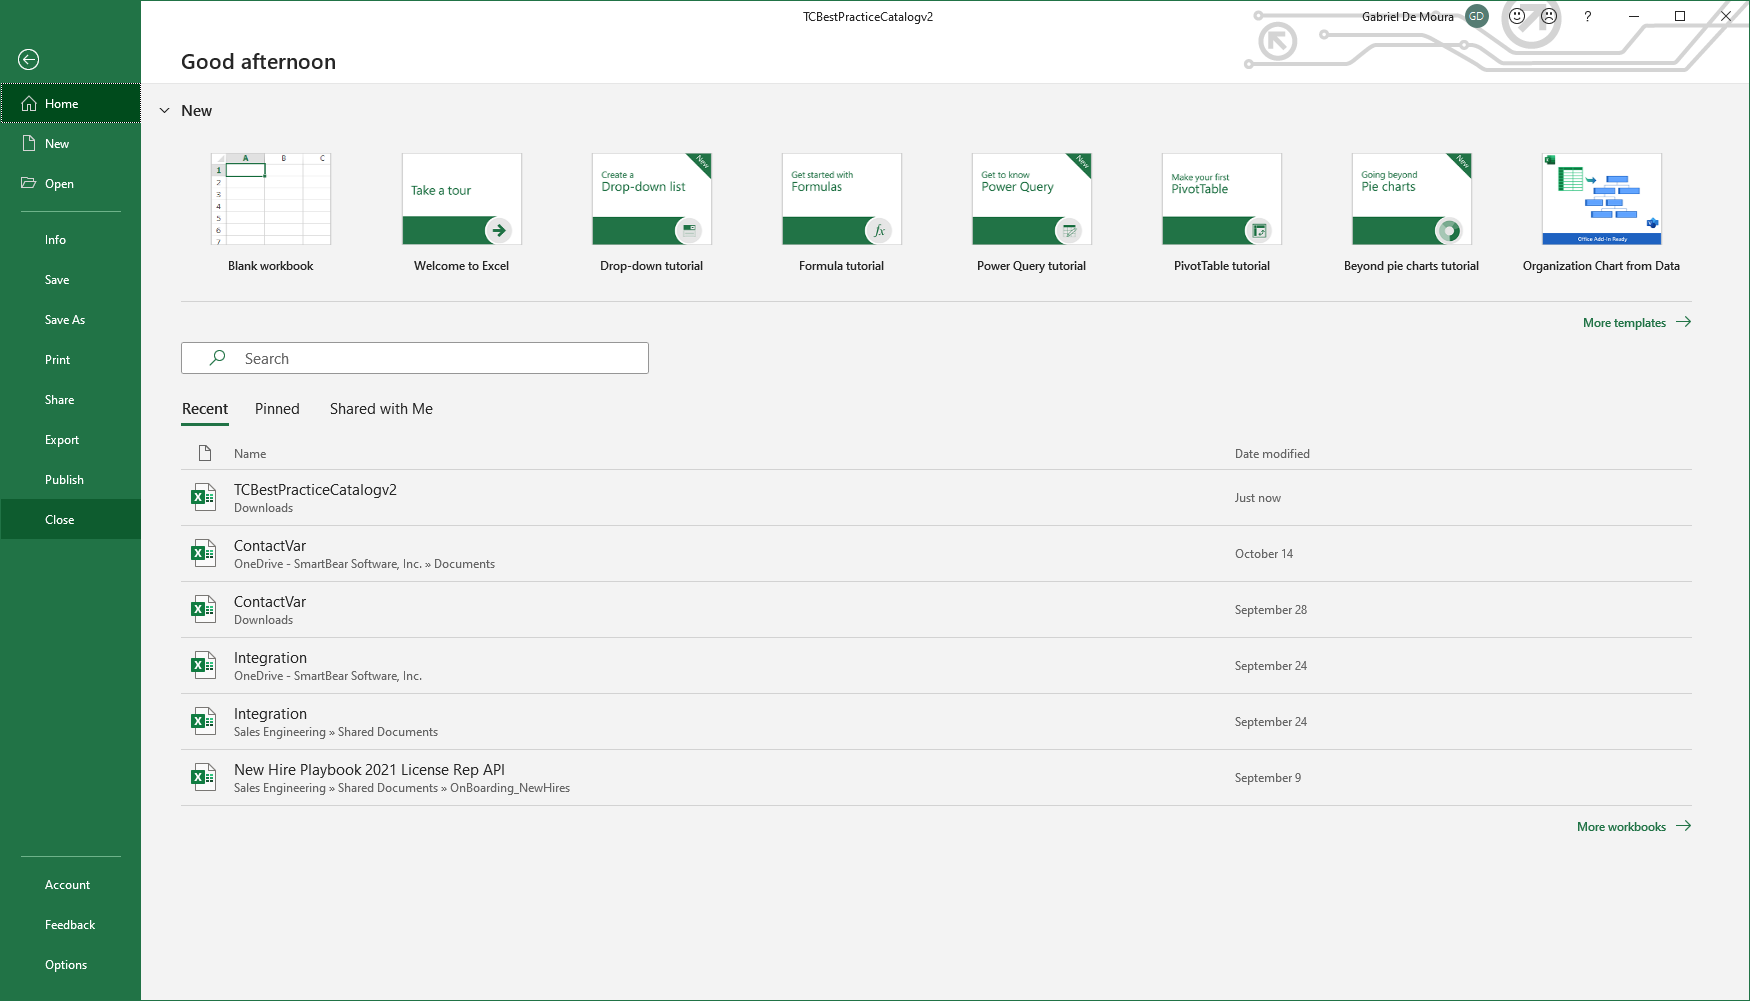 TCBestPracticeCatalogv2
Gabriel De Moura
GD
?
Good afternoon
Home
New
Open
Info
Save
Save As
Print
Share
Export
Publish
Close
Account
Feedback
Options
New
A B C
1
2
3
4
5
6
7
Blank workbook
Take a tour
Welcome to Excel
New
Create a
Drop-down list
Drop-down tutorial
Get started with
Formulas
fx
Formula tutorial
New
Get to know
Power Query
Power Query tutorial
Make your first
PivotTable
PivotTable tutorial
New
Going beyond
Pie charts
Beyond pie charts tutorial
Office Add-In Ready
Organization Chart from Data
More templates
Search
Recent Pinned Shared with Me
Name Date modified
TCBestPracticeCatalogv2
Downloads
Just now
ContactVar
OneDrive - SmartBear Software, Inc. » Documents
October 14
ContactVar
Downloads
September 28
Integration
OneDrive - SmartBear Software, Inc.
September 24
Integration
Sales Engineering » Shared Documents
September 24
New Hire Playbook 2021 License Rep API
Sales Engineering » Shared Documents » OnBoarding_NewHires
September 9
More workbooks